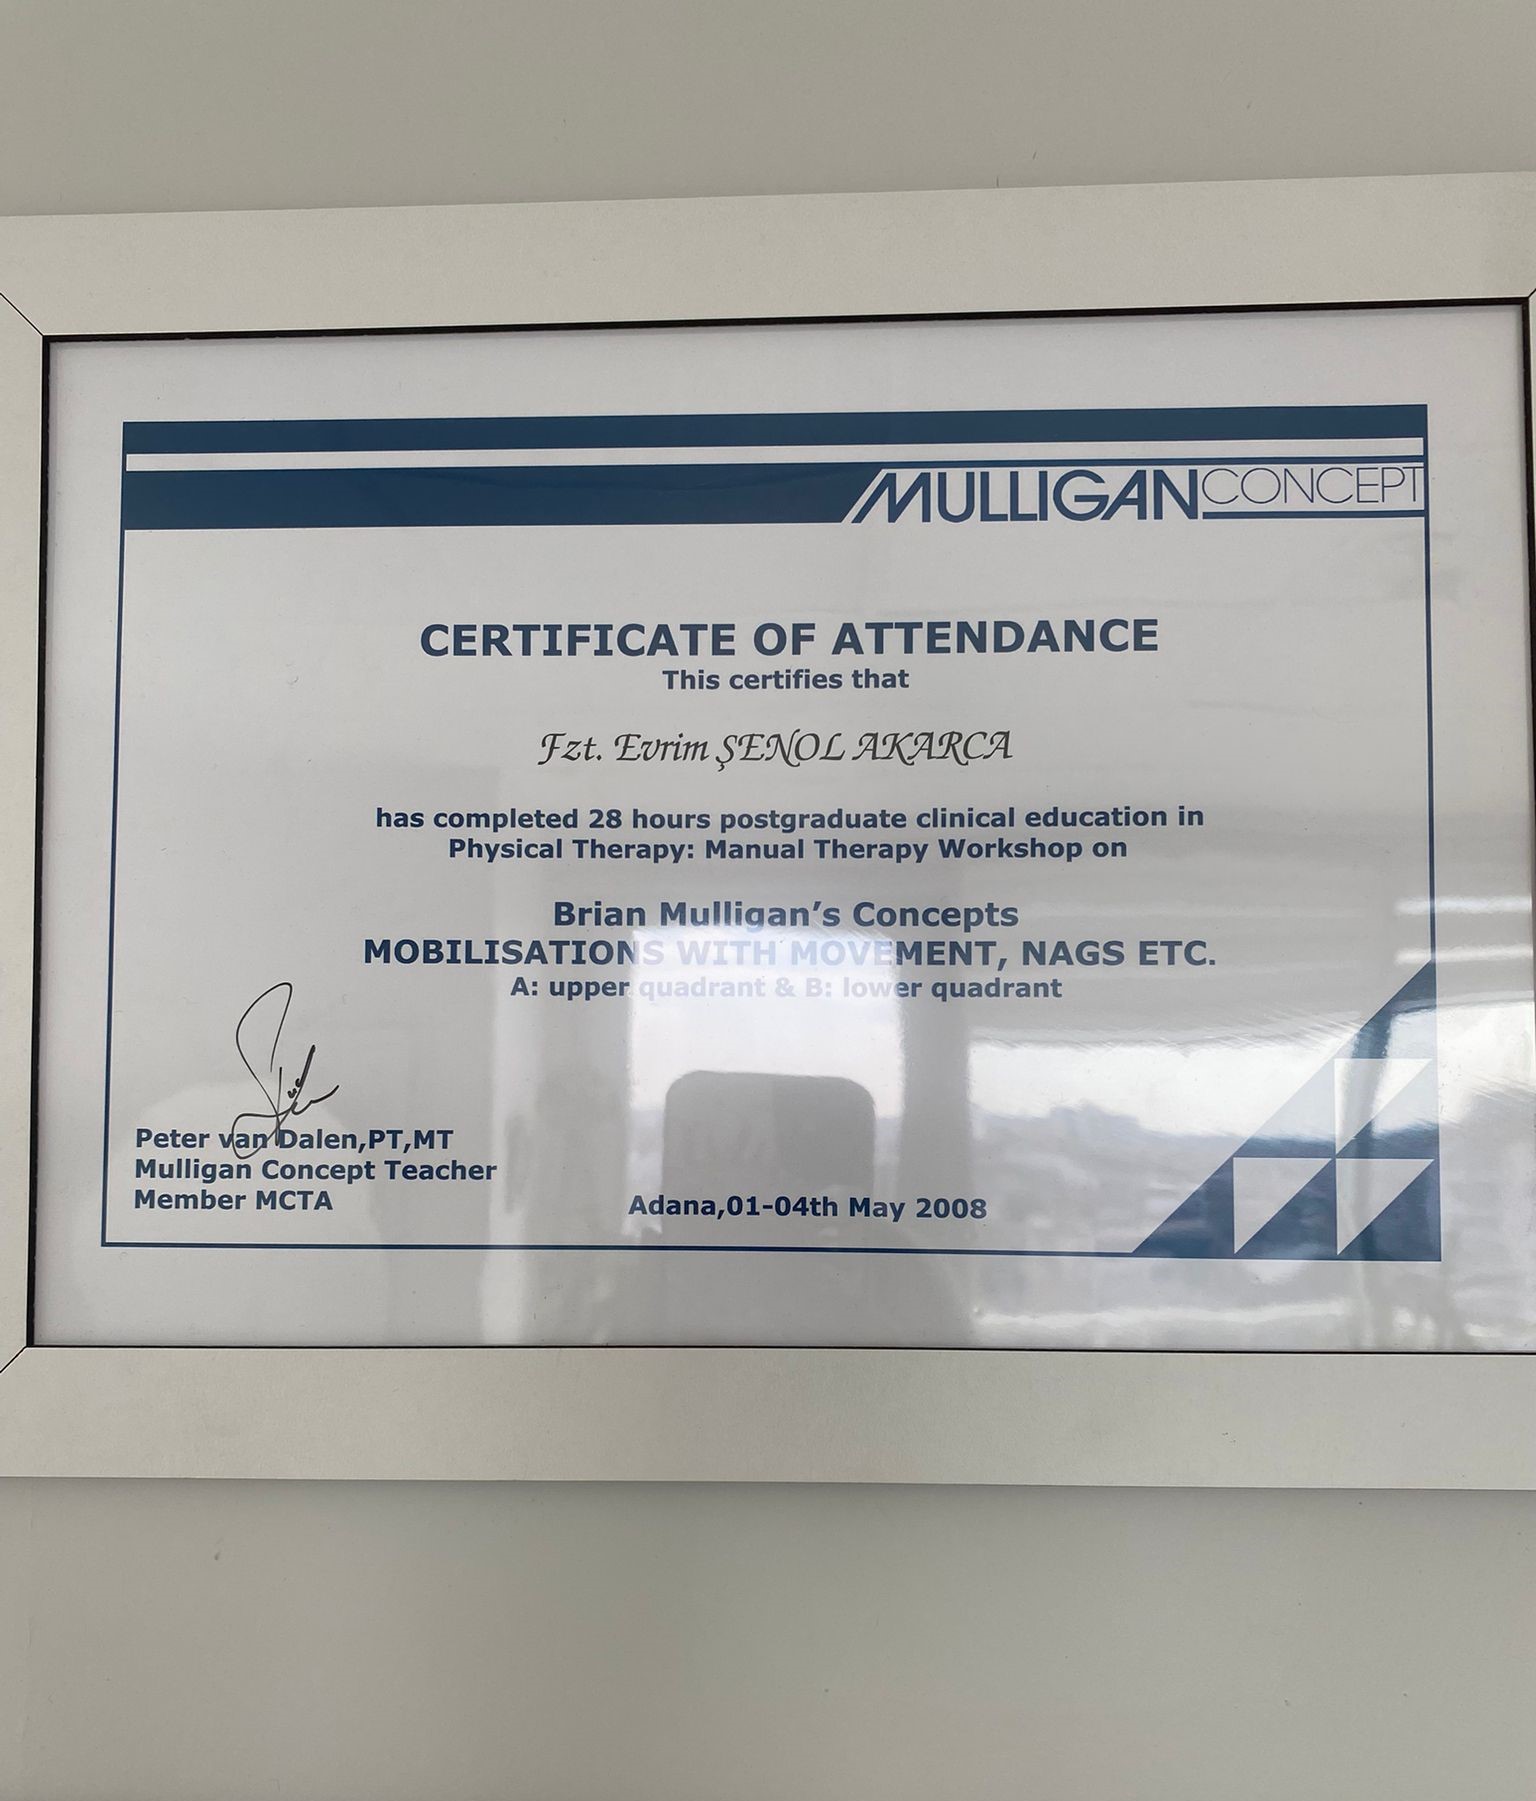 MULLIGANCONCEPT
CERTIFICATE OF ATTENDANCE
This certifies that
Fzt. Evrim ŞENOL AKARCA
has completed 28 hours postgraduate clinical education in
Physical Therapy: Manual Therapy Workshop on
Brian Mulligan’s Concepts
MOBILISATIONS WITH MOVEMENT, NAGS ETC.
A: upper quadrant & B: lower quadrant
Peter van Dalen,PT,MT
Mulligan Concept Teacher
Member MCTA
Adana,01-04th May 2008